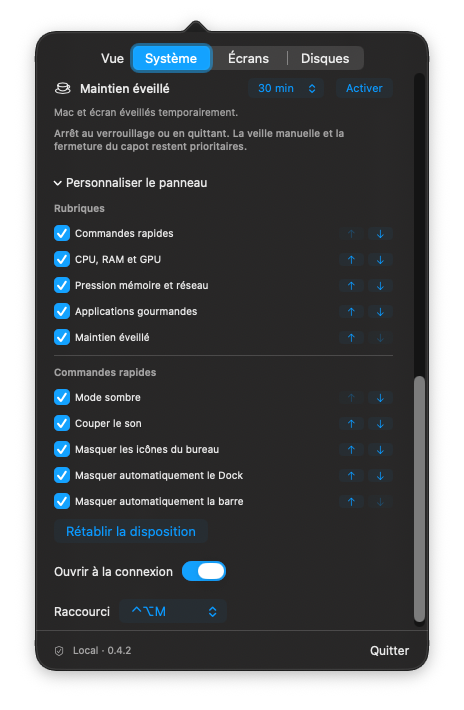 Vue Système Écrans Disques
Maintien éveillé 30 min Activer
Mac et écran éveillés temporairement.
Arrêt au verrouillage ou en quittant. La veille manuelle et la
fermeture du capot restent prioritaires.
Personnaliser le panneau
Rubriques
Commandes rapides ↑ ↓
CPU, RAM et GPU ↑ ↓
Pression mémoire et réseau ↑ ↓
Applications gourmandes ↑ ↓
Maintien éveillé ↑ ↓
Commandes rapides
Mode sombre ↑ ↓
Couper le son ↑ ↓
Masquer les icônes du bureau ↑ ↓
Masquer automatiquement le Dock ↑ ↓
Masquer automatiquement la barre ↑ ↓
Rétablir la disposition
Ouvrir à la connexion
Raccourci ^⌥M
Local · 0.4.2 Quitter